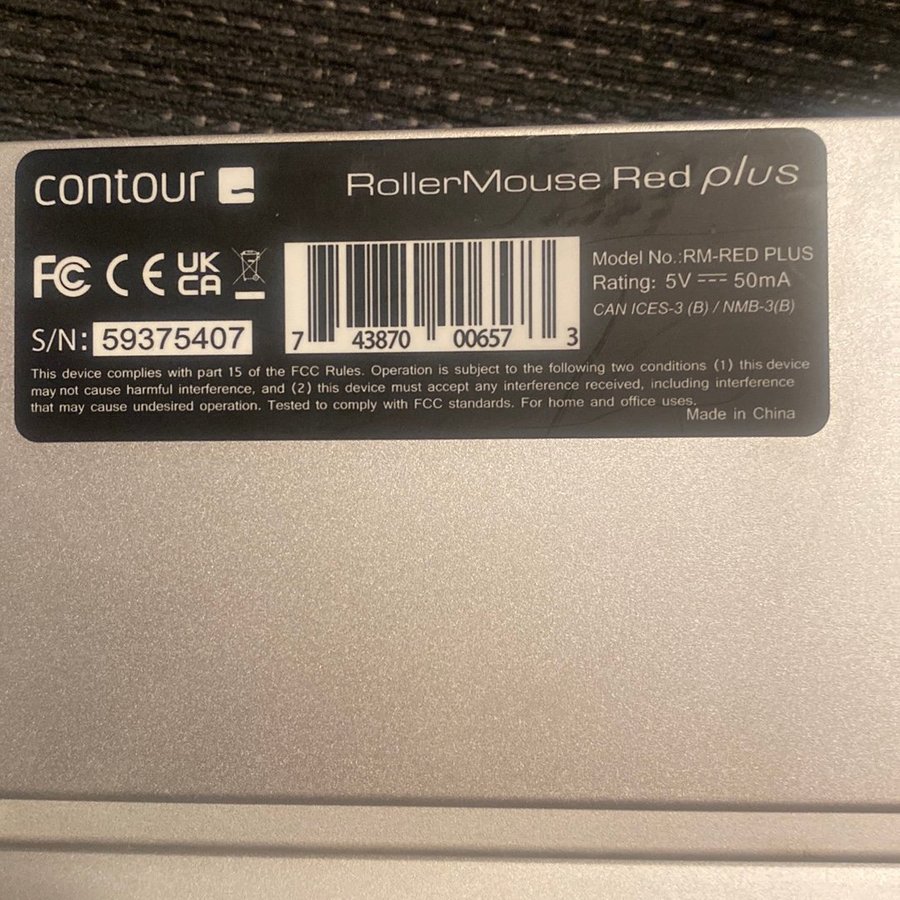 contour
RollerMouse Red plus
FC CE UK
CA
S/N: 59375407
7 43870 00657 3
Model No.:RM-RED PLUS
Rating: 5V ⎓ 50mA
CAN ICES-3 (B) / NMB-3(B)
This device complies with part 15 of the FCC Rules. Operation is subject to the following two conditions (1) this device
may not cause harmful interference, and (2) this device must accept any interference received, including interference
that may cause undesired operation. Tested to comply with FCC standards. For home and office uses.
Made in China